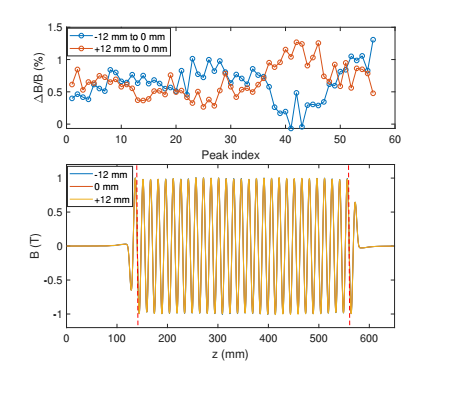 1.5
-12 mm to 0 mm
+12 mm to 0 mm
1
0.5
0
ΔB/B (%)
0 10 20 30 40 50 60
Peak index
-12 mm
0 mm
+12 mm
1
0.5
0
-0.5
-1
B (T)
0 100 200 300 400 500 600
z (mm)